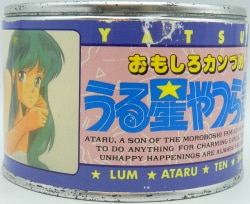 YATSU
おもしろカンづめ
うる星やつら
ATARU, A SON OF THE MOROBOSHI FAMI
TO DO ANYTHING FOR CHARMING
UNHAPPY HAPPENINGS ARE ALWAYS
★ LUM ★ ATARU ★ TEN ★